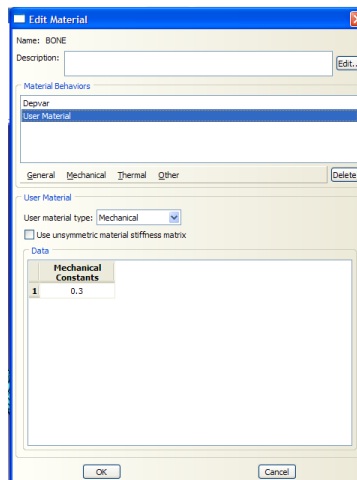 Edit Material
Name: BONE
Description:
Edit..
Material Behaviors
Depvar
User Material
General Mechanical Thermal Other
Delete
User Material
User material type: Mechanical
Use unsymmetric material stiffness matrix
Data
Mechanical
Constants
1 0.3
OK Cancel